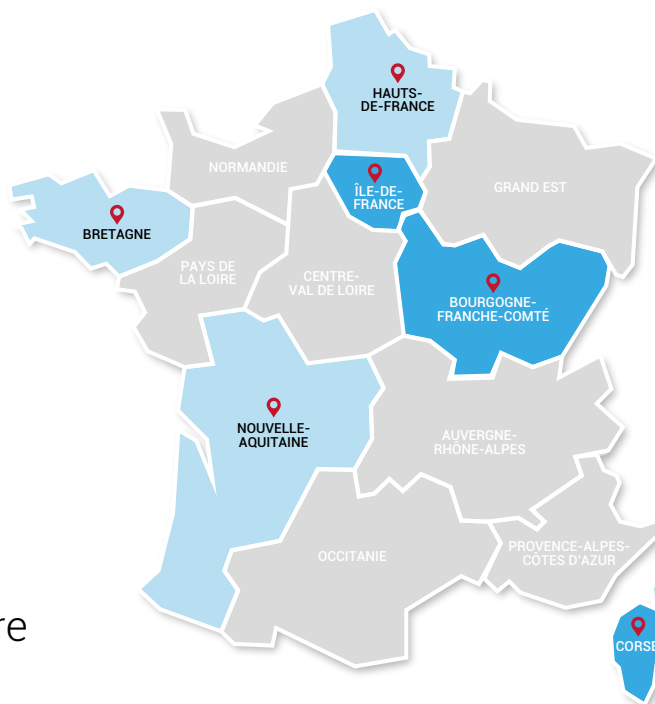 HAUTS-
DE-FRANCE
NORMANDIE
ÎLE-DE-
FRANCE
GRAND EST
BRETAGNE
PAYS DE
LA LOIRE
CENTRE-
VAL DE LOIRE
BOURGOGNE-
FRANCHE-COMTÉ
NOUVELLE-
AQUITAINE
AUVERGNE-
RHÔNE-ALPES
OCCITANIE
PROVENCE-ALPES-
CÔTES D'AZUR
re
CORSE